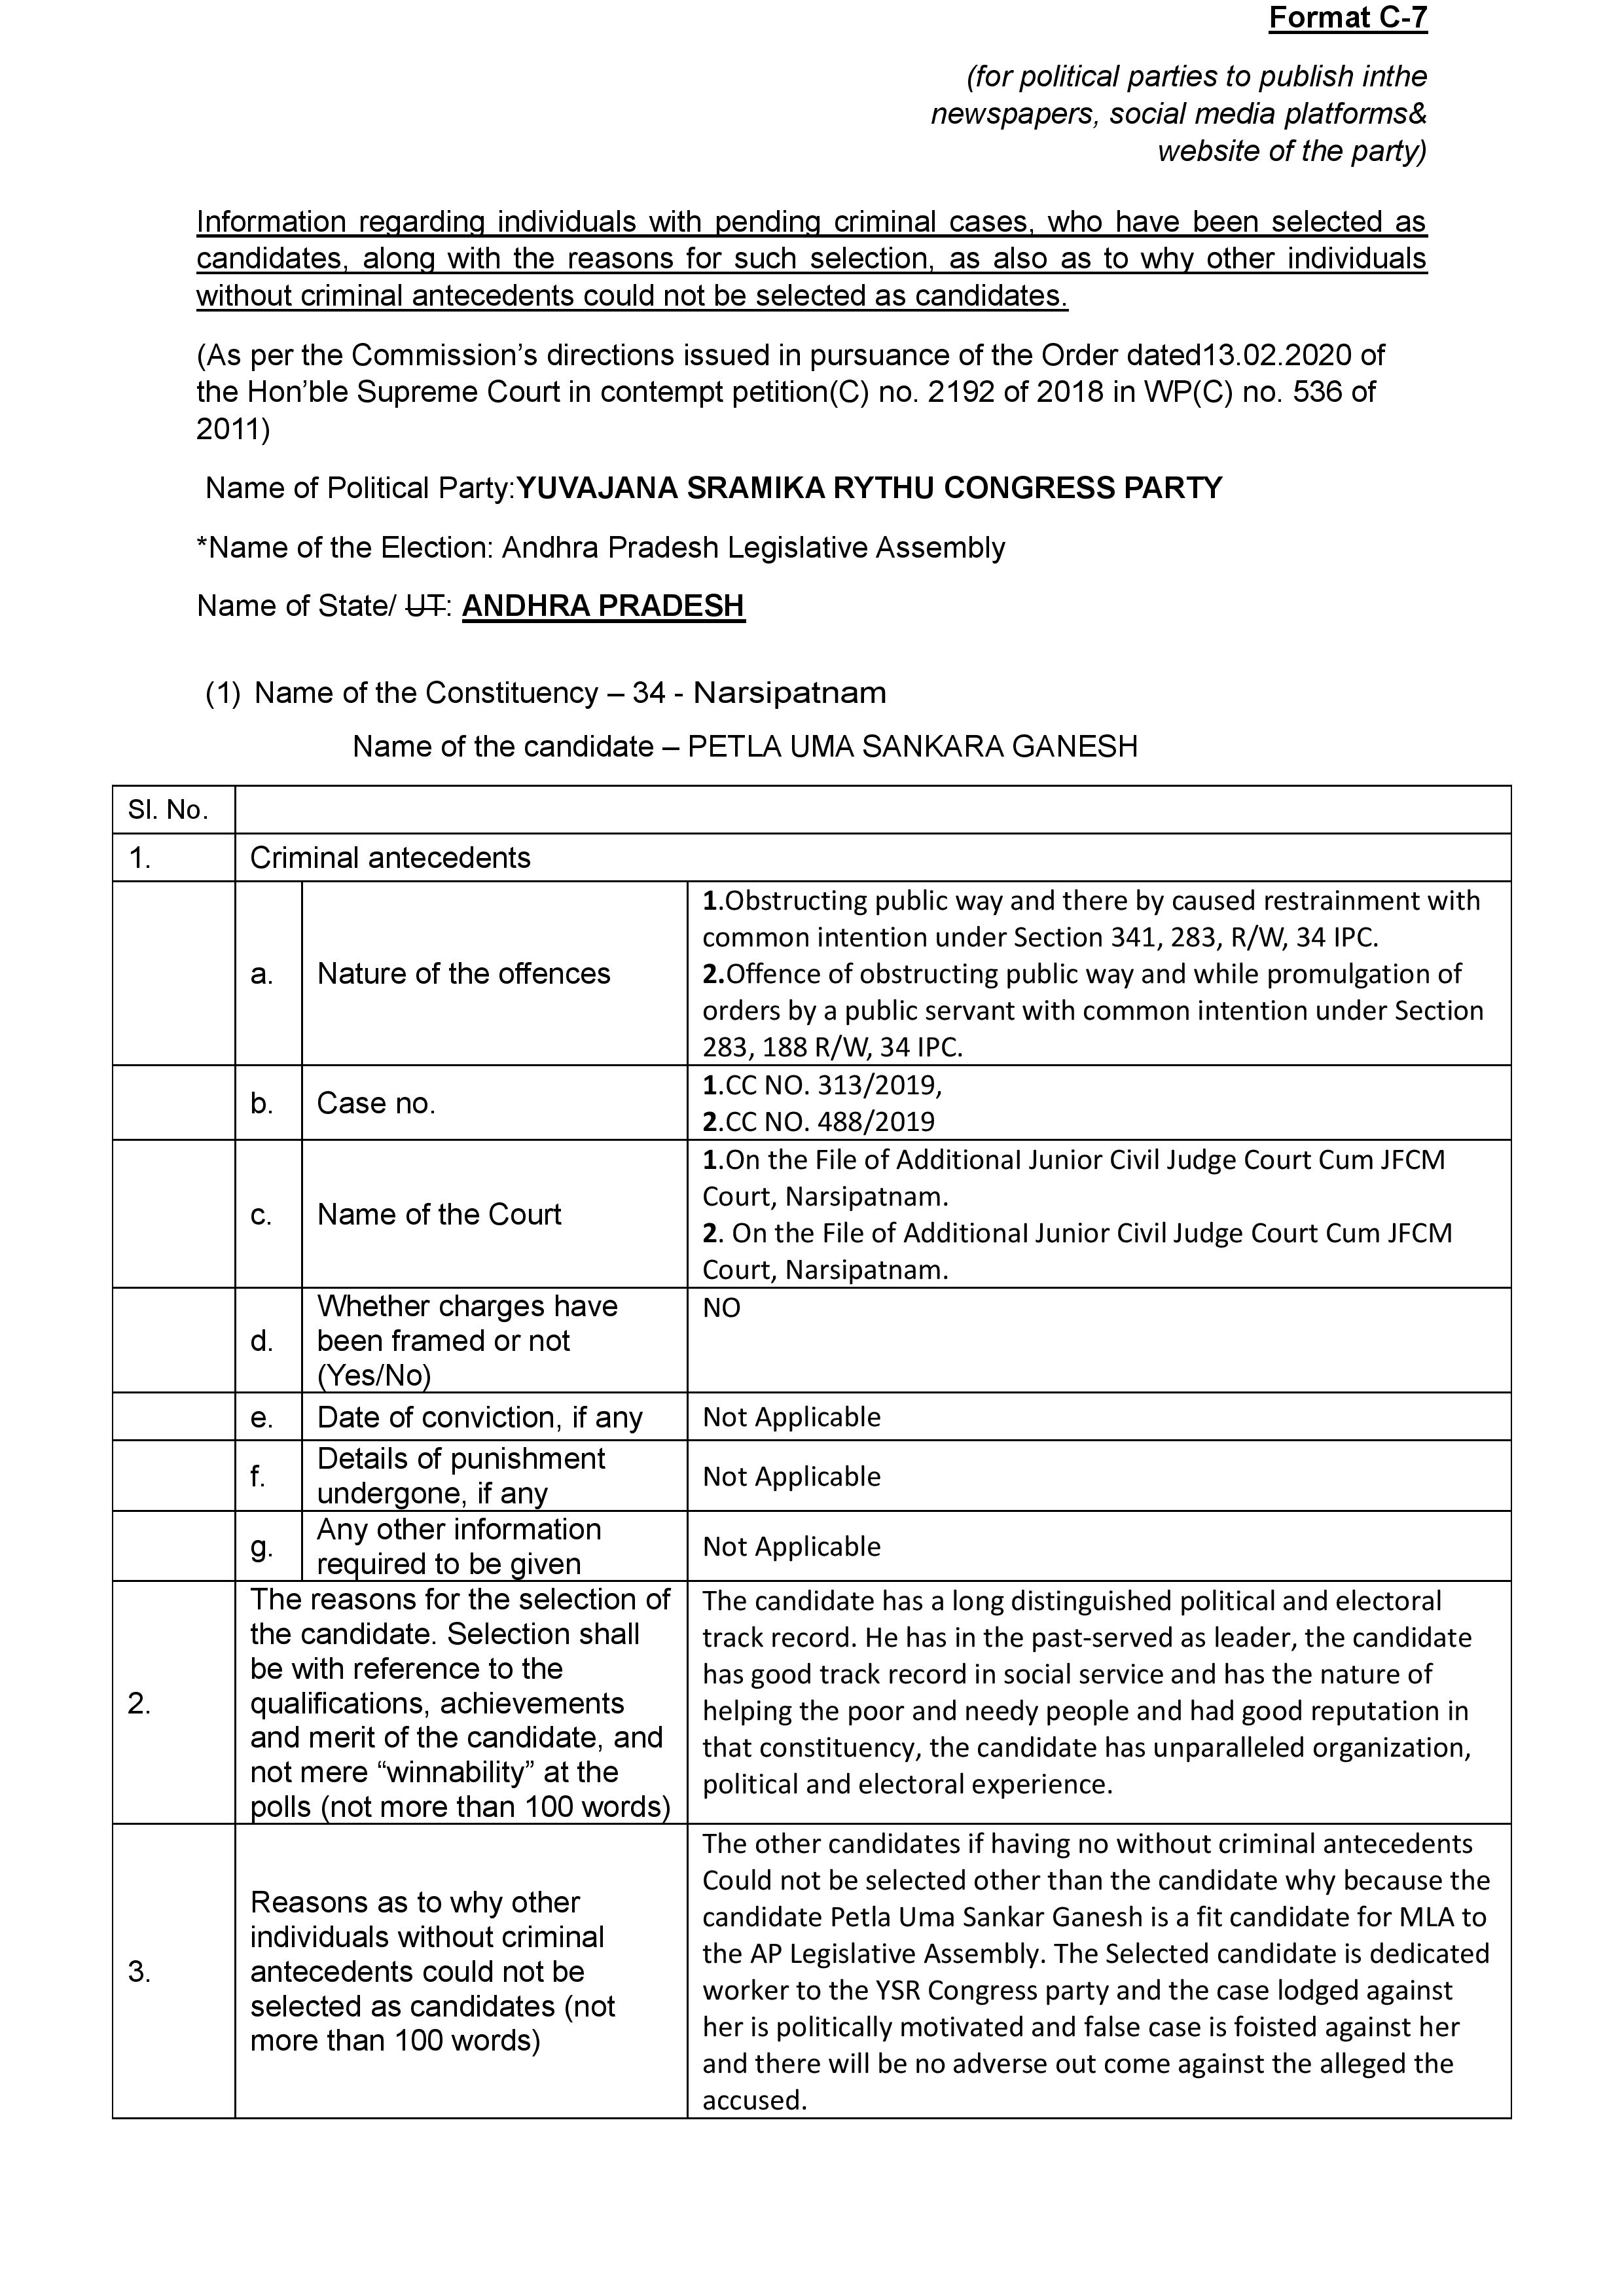 Format C-7
(for political parties to publish inthe
newspapers, social media platforms&
website of the party)
Information regarding individuals with pending criminal cases, who have been selected as
candidates, along with the reasons for such selection, as also as to why other individuals
without criminal antecedents could not be selected as candidates.
(As per the Commission’s directions issued in pursuance of the Order dated13.02.2020 of
the Hon’ble Supreme Court in contempt petition(C) no. 2192 of 2018 in WP(C) no. 536 of
2011)
Name of Political Party:YUVAJANA SRAMIKA RYTHU CONGRESS PARTY
*Name of the Election: Andhra Pradesh Legislative Assembly
Name of State/ UT: ANDHRA PRADESH
(1) Name of the Constituency – 34 - Narsipatnam
Name of the candidate – PETLA UMA SANKARA GANESH
Sl. No.
1. Criminal antecedents
a. Nature of the offences
1.Obstructing public way and there by caused restrainment with
common intention under Section 341, 283, R/W, 34 IPC.
2.Offence of obstructing public way and while promulgation of
orders by a public servant with common intention under Section
283, 188 R/W, 34 IPC.
b. Case no.
1.CC NO. 313/2019,
2.CC NO. 488/2019
c. Name of the Court
1.On the File of Additional Junior Civil Judge Court Cum JFCM
Court, Narsipatnam.
2. On the File of Additional Junior Civil Judge Court Cum JFCM
Court, Narsipatnam.
d. Whether charges have
been framed or not
(Yes/No)
NO
e. Date of conviction, if any
Not Applicable
f. Details of punishment
undergone, if any
Not Applicable
g. Any other information
required to be given
Not Applicable
2. The reasons for the selection of
the candidate. Selection shall
be with reference to the
qualifications, achievements
and merit of the candidate, and
not mere “winnability” at the
polls (not more than 100 words)
The candidate has a long distinguished political and electoral
track record. He has in the past-served as leader, the candidate
has good track record in social service and has the nature of
helping the poor and needy people and had good reputation in
that constituency, the candidate has unparalleled organization,
political and electoral experience.
3. Reasons as to why other
individuals without criminal
antecedents could not be
selected as candidates (not
more than 100 words)
The other candidates if having no without criminal antecedents
Could not be selected other than the candidate why because the
candidate Petla Uma Sankar Ganesh is a fit candidate for MLA to
the AP Legislative Assembly. The Selected candidate is dedicated
worker to the YSR Congress party and the case lodged against
her is politically motivated and false case is foisted against her
and there will be no adverse out come against the alleged the
accused.